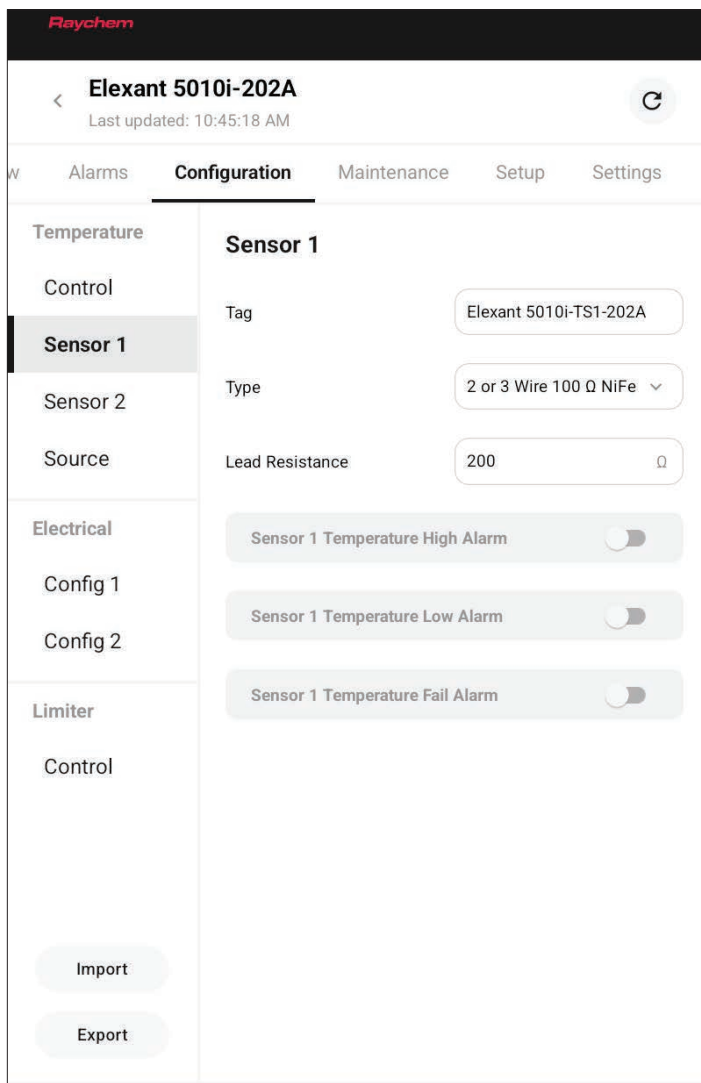 Raychem
Elexant 5010i-202A
Last updated: 10:45:18 AM
w Alarms Configuration Maintenance Setup Settings
Temperature
Control
Sensor 1
Sensor 2
Source
Electrical
Config 1
Config 2
Limiter
Control
Import
Export
Sensor 1
Tag Elexant 5010i-TS1-202A
Type 2 or 3 Wire 100 Ω NiFe
Lead Resistance 200 Ω
Sensor 1 Temperature High Alarm
Sensor 1 Temperature Low Alarm
Sensor 1 Temperature Fail Alarm